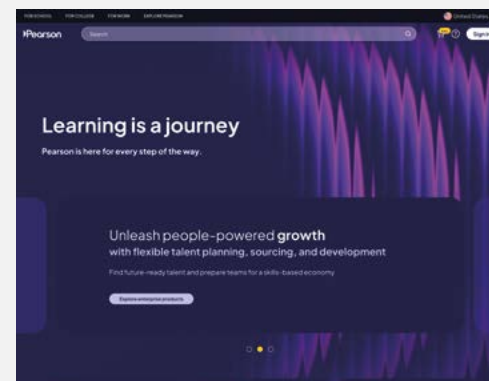 FOR SCHOOL FOR COLLEGE FOR WORK EXPLORE PEARSON United States
Pearson Search Sign in
Learning is a journey
Pearson is here for every step of the way.
Unleash people-powered growth
with flexible talent planning, sourcing, and development
Find future-ready talent and prepare teams for a skills-based economy
Explore enterprise products